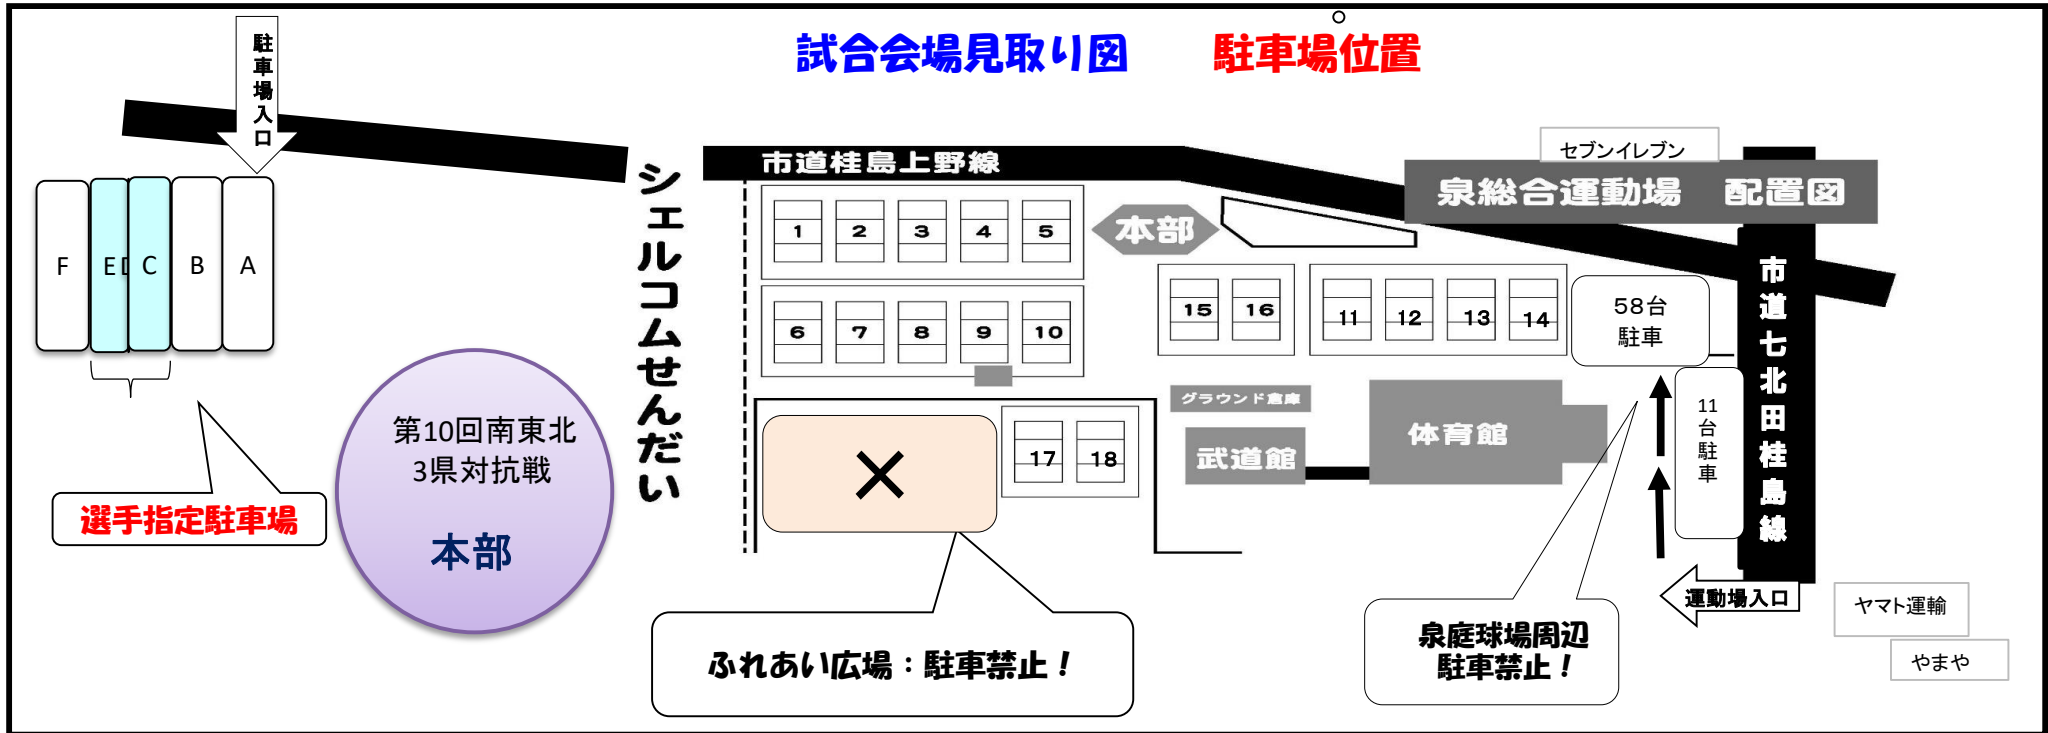 試合会場見取り図　駐車場位置
駐車場入口
市道桂島上野線
セブンイレブン
泉総合運動場　配置図
シェルコムせんだい
本部
F
E
D
C
B
A
1
2
3
4
5
6
7
8
9
10
15
16
11
12
13
14
58台
駐車
市道七北田桂島線
11台駐車
グラウンド倉庫
武道館
体育館
17
18
×
第10回南東北
3県対抗戦
本部
選手指定駐車場
ふれあい広場：駐車禁止！
泉庭球場周辺
駐車禁止！
運動場入口
ヤマト運輸
やまや